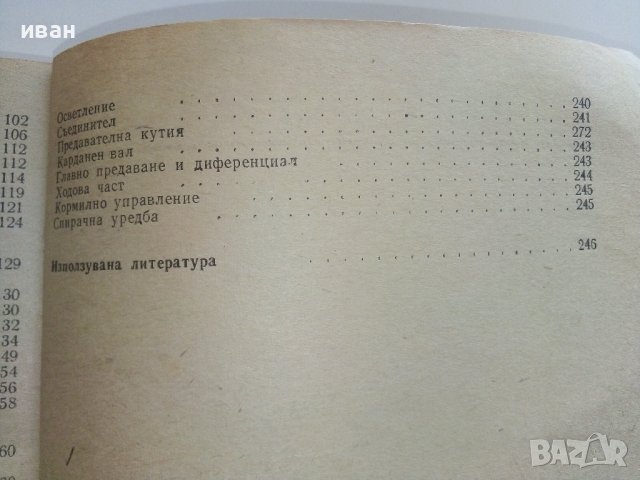 иван
102
106
112
112
114
119
121
124
129
30
30
32
34
49
54
56
58
60
Осветление 240
Съединител 241
Предавателна кутия 272
Карданен вал 243
Главно предаване и диференциал 243
Ходова част 244
Кормилно управление 245
Спирачна уредба 245
Използувана литература 246
BAZAR
bg